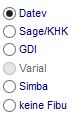 Datev
Sage/KHK
GDI
Varial
Simba
keine Fibu